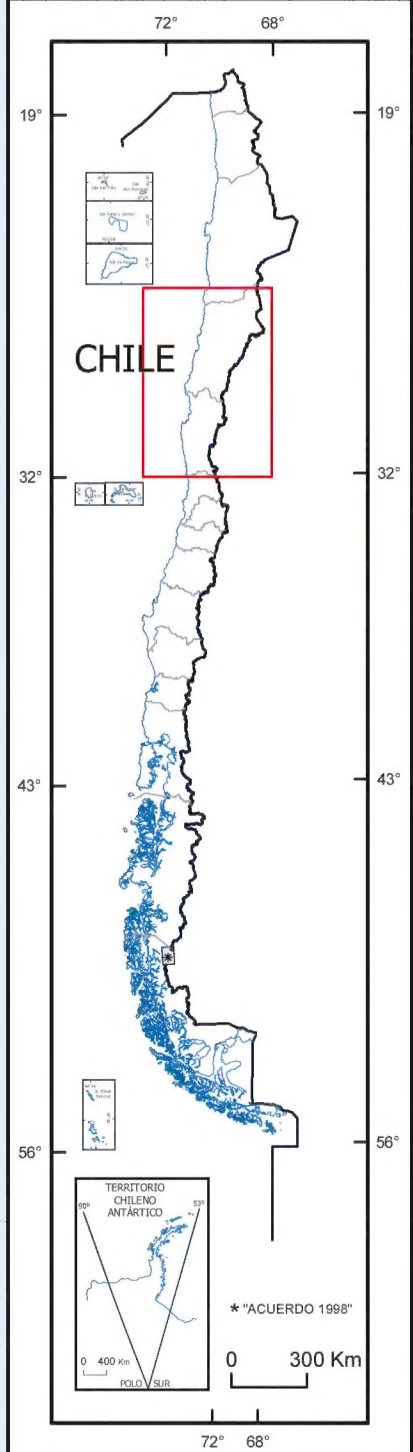 72° 68°
19° 19°
CHILE
32° 32°
43° 43°
56° 56°
TERRITORIO
CHILENO
ANTÁRTICO
90° 53°
0 400 Km
POLO SUR
* "ACUERDO 1998"
0 300 Km
72° 68°